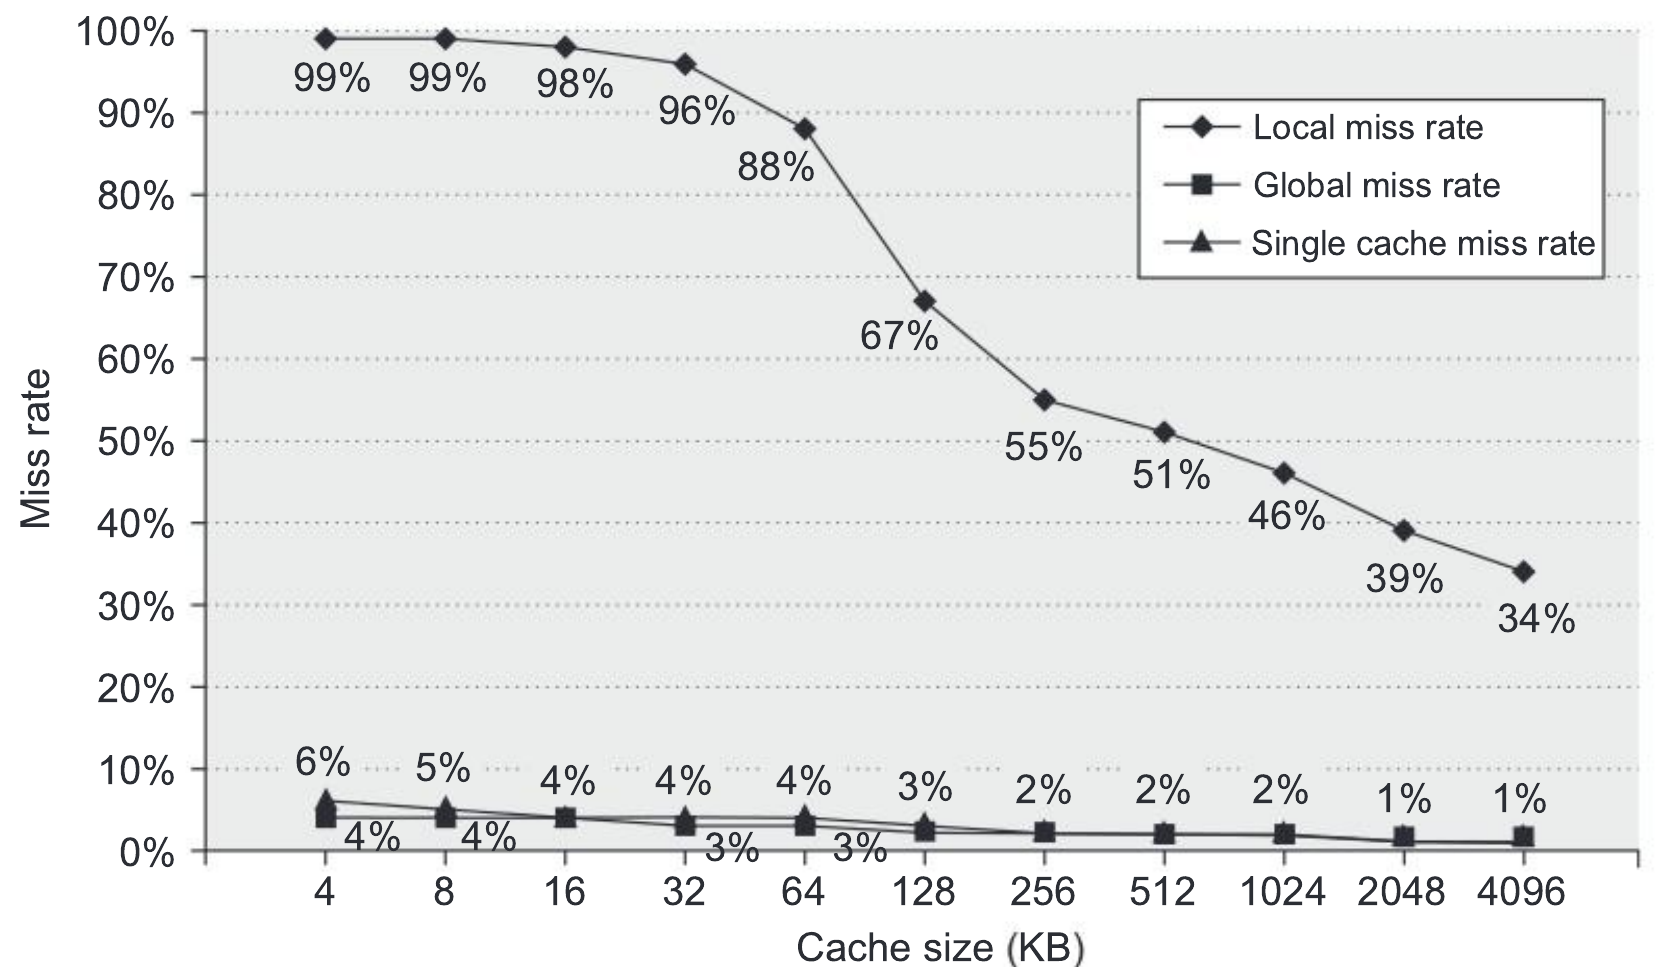 100%
90%
80%
70%
60%
50%
40%
30%
20%
10%
0%
Miss rate
99% 99% 98% 96% 88% 67% 55% 51% 46% 39% 34%
Local miss rate
Global miss rate
Single cache miss rate
6% 5% 4% 4% 4% 3% 2% 2% 2% 1% 1%
4% 4% 3% 3%
4 8 16 32 64 128 256 512 1024 2048 4096
Cache size (KB)